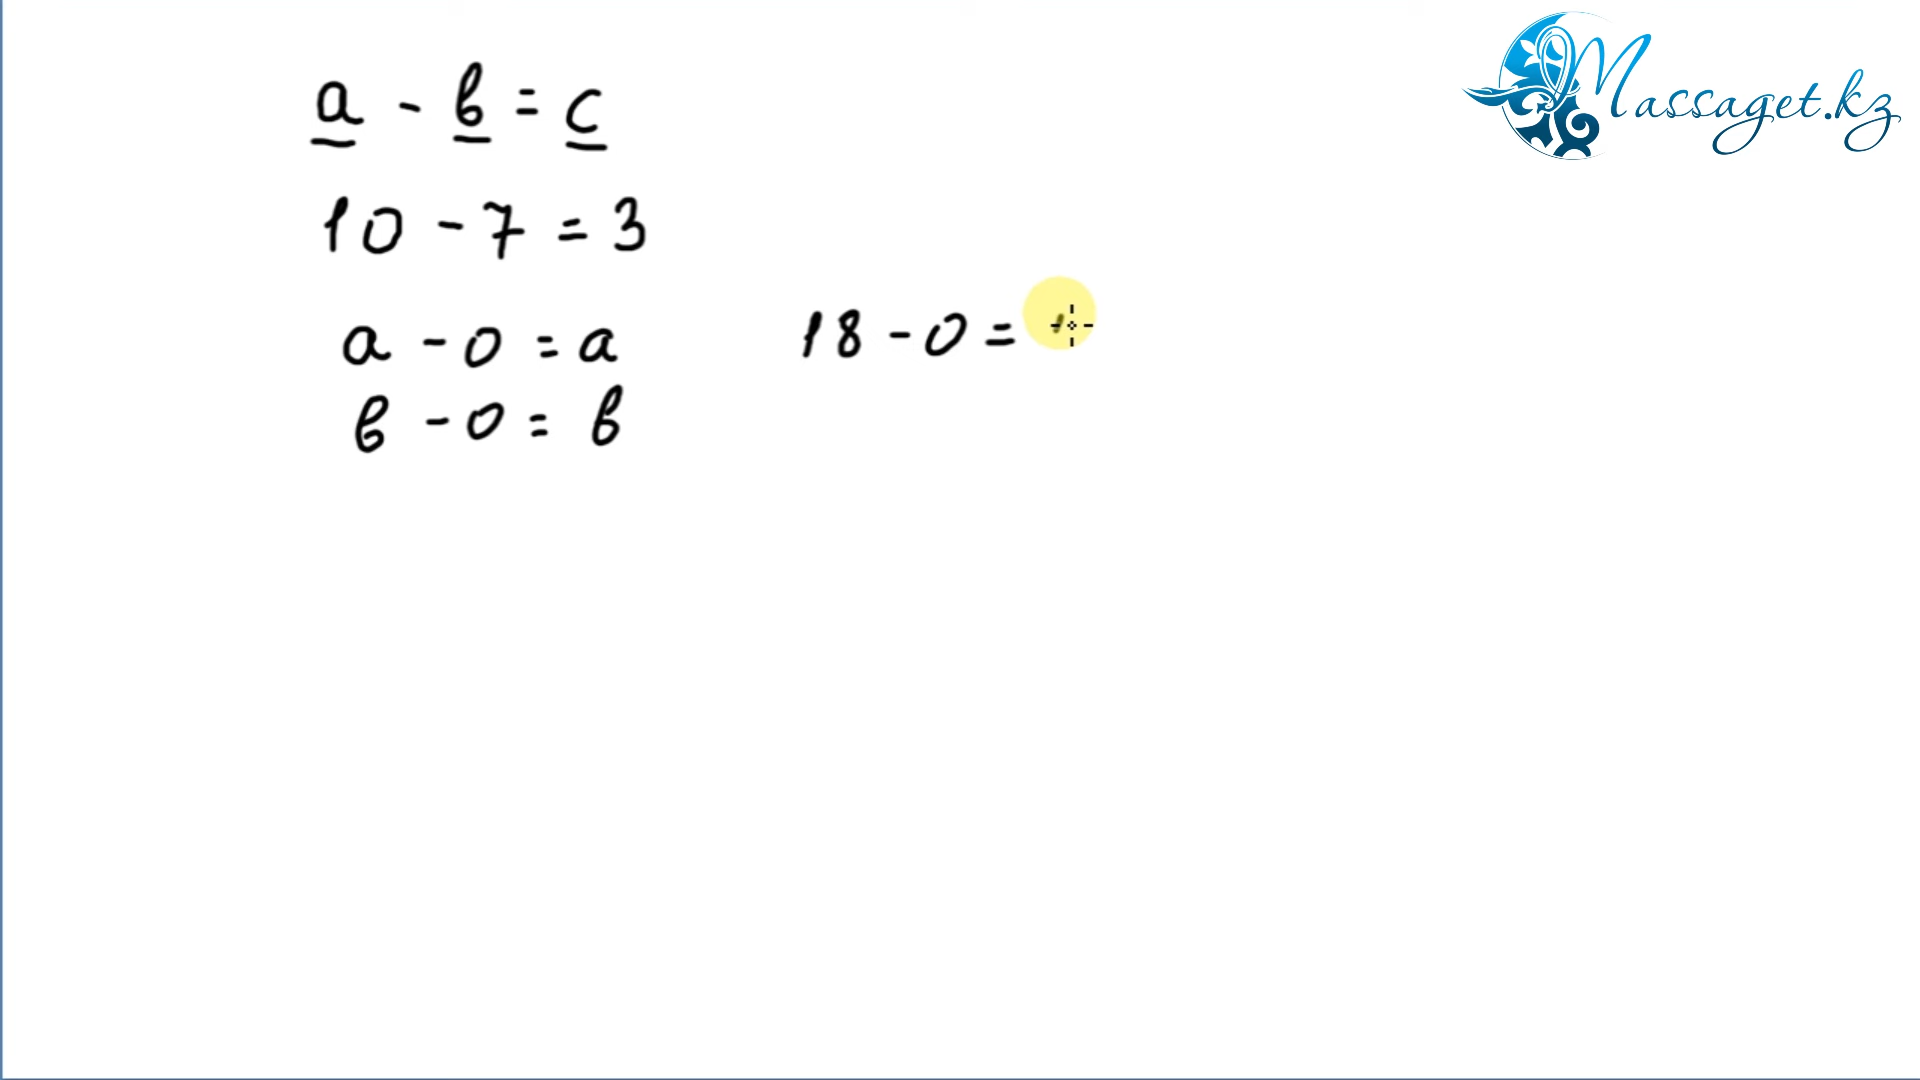 Massaget.kz
a - b = c
10 - 7 = 3
a - 0 = a
18 - 0 =
b - 0 = b